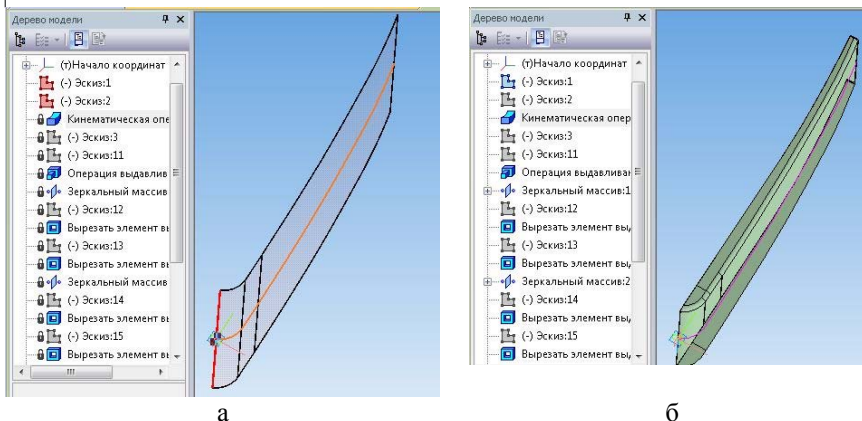 Дерево модели
(т)Начало координат
(-) Эскиз:1
(-) Эскиз:2
Кинематическая опе
(-) Эскиз:3
(-) Эскиз:11
Операция выдавлив
Зеркальный массив
(-) Эскиз:12
Вырезать элемент вы
(-) Эскиз:13
Вырезать элемент вы
Зеркальный массив
(-) Эскиз:14
Вырезать элемент вы
(-) Эскиз:15
Вырезать элемент вы
а
Дерево модели
(т)Начало координат
(-) Эскиз:1
(-) Эскиз:2
Кинематическая опер
(-) Эскиз:3
(-) Эскиз:11
Операция выдавливан
Зеркальный массив:1
(-) Эскиз:12
Вырезать элемент выд
(-) Эскиз:13
Вырезать элемент выд
Зеркальный массив:2
(-) Эскиз:14
Вырезать элемент выд
(-) Эскиз:15
Вырезать элемент выд
б